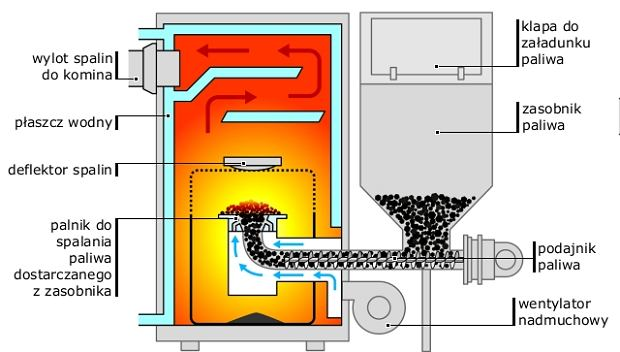 wylot spalin
do komina
płaszcz wodny
deflektor spalin
palnik do
spalania
paliwa
dostarczanego
z zasobnika
klapa do
załadunku
paliwa
zasobnik
paliwa
podajnik
paliwa
wentylator
nadmuchowy